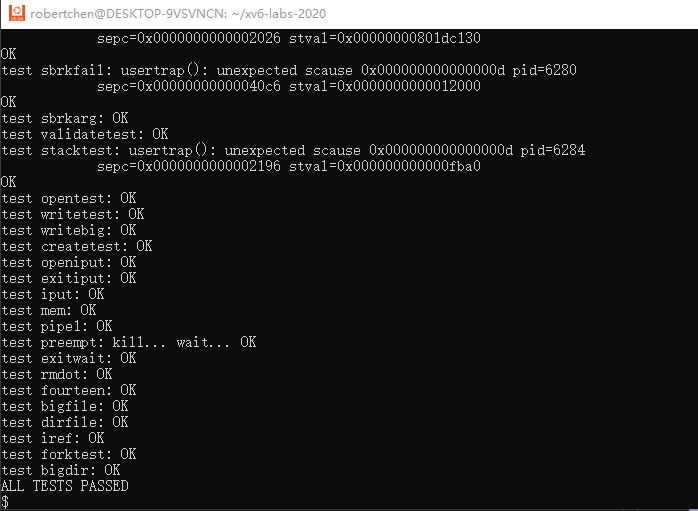 robertchen@DESKTOP-9VSVNCN: ~/xv6-labs-2020
sepc=0x0000000000002026 stval=0x00000000801dc130
OK
test sbrkfail: usertrap(): unexpected scause 0x000000000000000d pid=6280
sepc=0x00000000000040c6 stval=0x0000000000012000
OK
test sbrkarg: OK
test validatetest: OK
test stacktest: usertrap(): unexpected scause 0x000000000000000d pid=6284
sepc=0x0000000000002196 stval=0x000000000000fba0
OK
test opentest: OK
test writetest: OK
test writebig: OK
test createtest: OK
test openiput: OK
test exitiput: OK
test iput: OK
test mem: OK
test pipe1: OK
test preempt: kill... wait... OK
test exitwait: OK
test rmdot: OK
test fourteen: OK
test bigfile: OK
test dirfile: OK
test iref: OK
test forktest: OK
test bigdir: OK
ALL TESTS PASSED
$